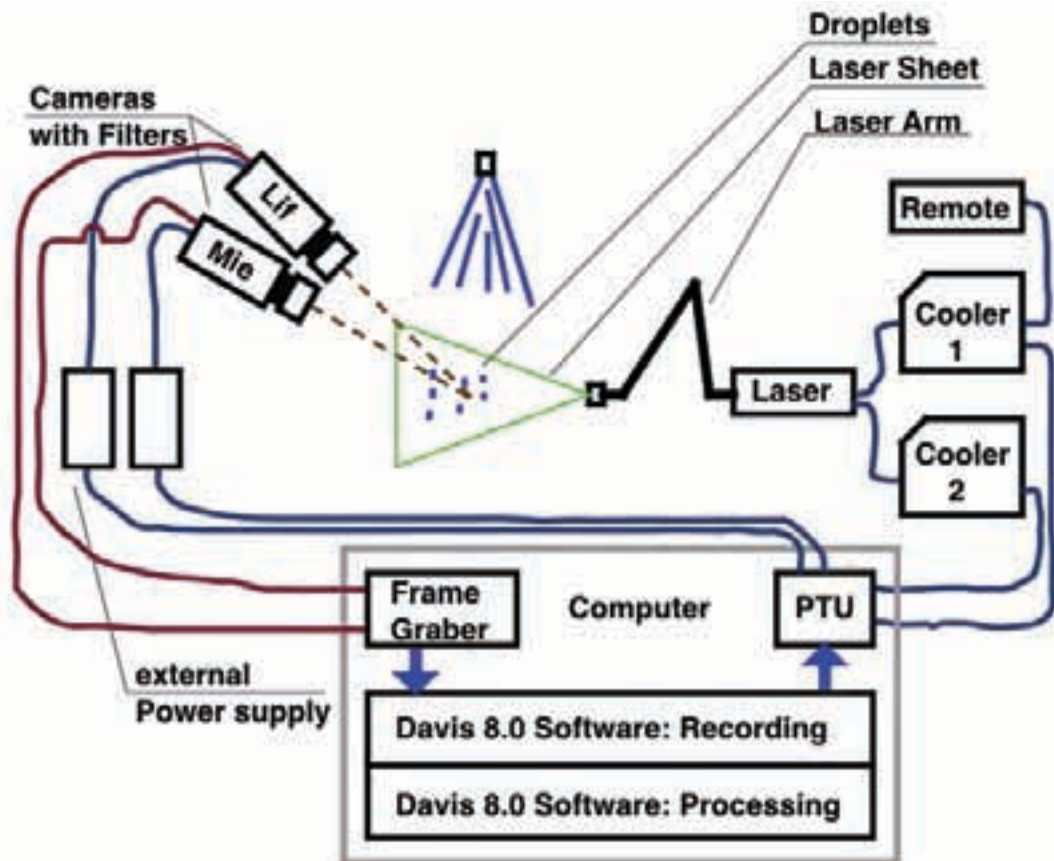 Droplets
Laser Sheet
Laser Arm
Cameras
with Filters
Lif
Mie
Remote
Cooler
1
Laser
Cooler
2
Frame
Graber
Computer
PTU
external
Power supply
Davis 8.0 Software: Recording
Davis 8.0 Software: Processing